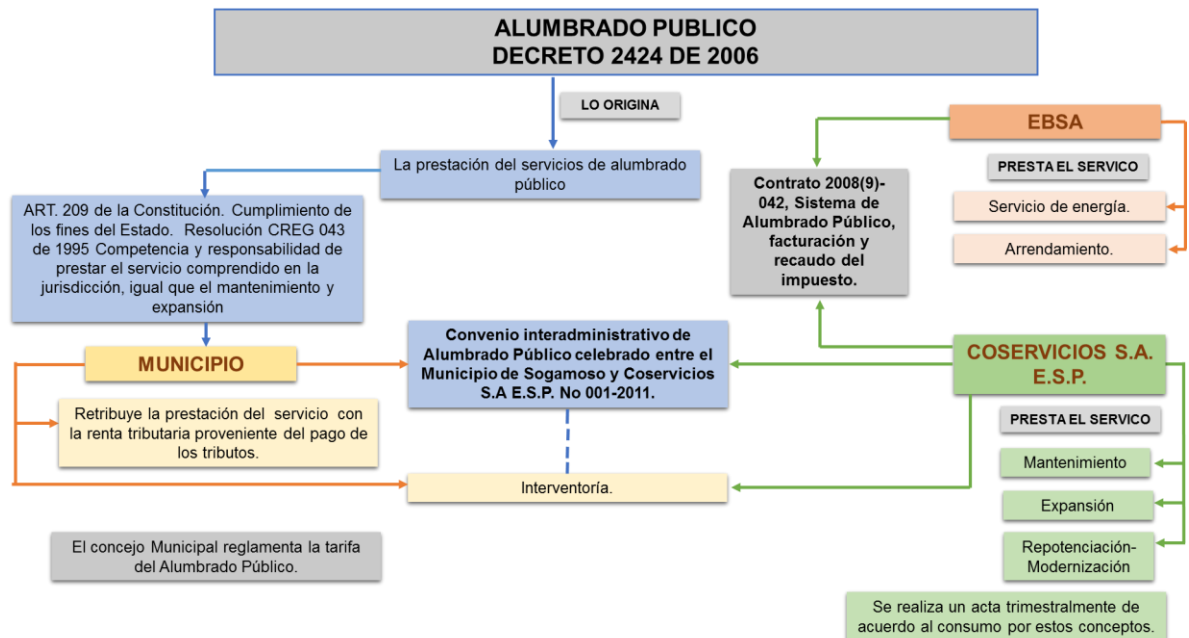 ALUMBRADO PUBLICO
DECRETO 2424 DE 2006
LO ORIGINA
La prestación del servicios de alumbrado
público
ART. 209 de la Constitución. Cumplimiento de
los fines del Estado. Resolución CREG 043
de 1995 Competencia y responsabilidad de
prestar el servicio comprendido en la
jurisdicción, igual que el mantenimiento y
expansión
MUNICIPIO
Retribuye la prestación del servicio con
la renta tributaria proveniente del pago de
los tributos.
El concejo Municipal reglamenta la tarifa
del Alumbrado Público.
Convenio interadministrativo de
Alumbrado Público celebrado entre el
Municipio de Sogamoso y Coservicios
S.A E.S.P. No 001-2011.
Interventoría.
Contrato 2008(9)-
042, Sistema de
Alumbrado Público,
facturación y
recaudo del
impuesto.
EBSA
PRESTA EL SERVICO
Servicio de energía.
Arrendamiento.
COSERVICIOS S.A.
E.S.P.
PRESTA EL SERVICO
Mantenimiento
Expansión
Repotenciación-
Modernización
Se realiza un acta trimestralmente de
acuerdo al consumo por estos conceptos.